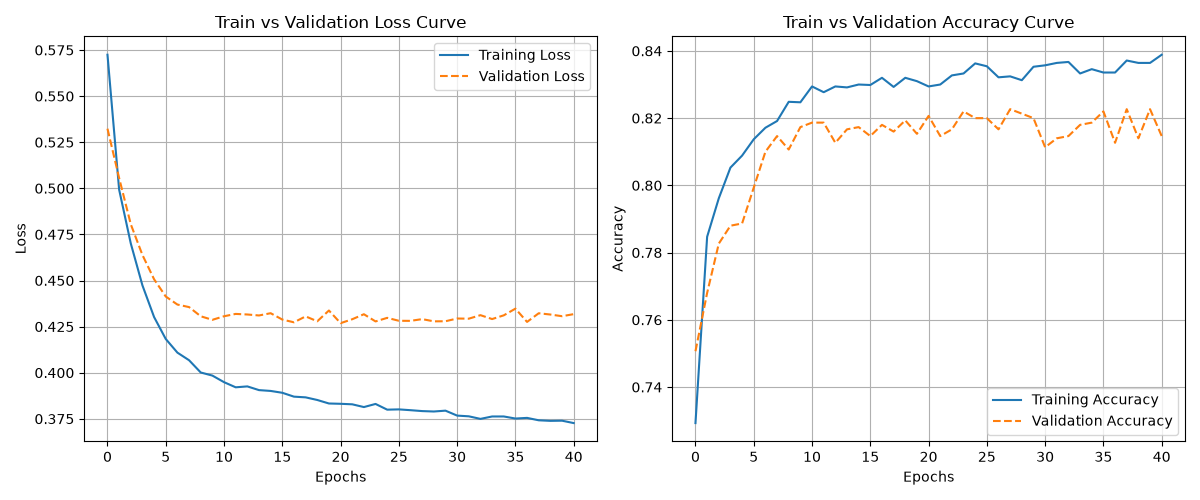 Train vs Validation Loss Curve
0.575
0.550
0.525
0.500
0.475
0.450
0.425
0.400
0.375
Loss
0 5 10 15 20 25 30 35 40
Epochs
Training Loss
Validation Loss
Train vs Validation Accuracy Curve
0.84
0.82
0.80
0.78
0.76
0.74
Accuracy
0 5 10 15 20 25 30 35 40
Epochs
Training Accuracy
Validation Accuracy